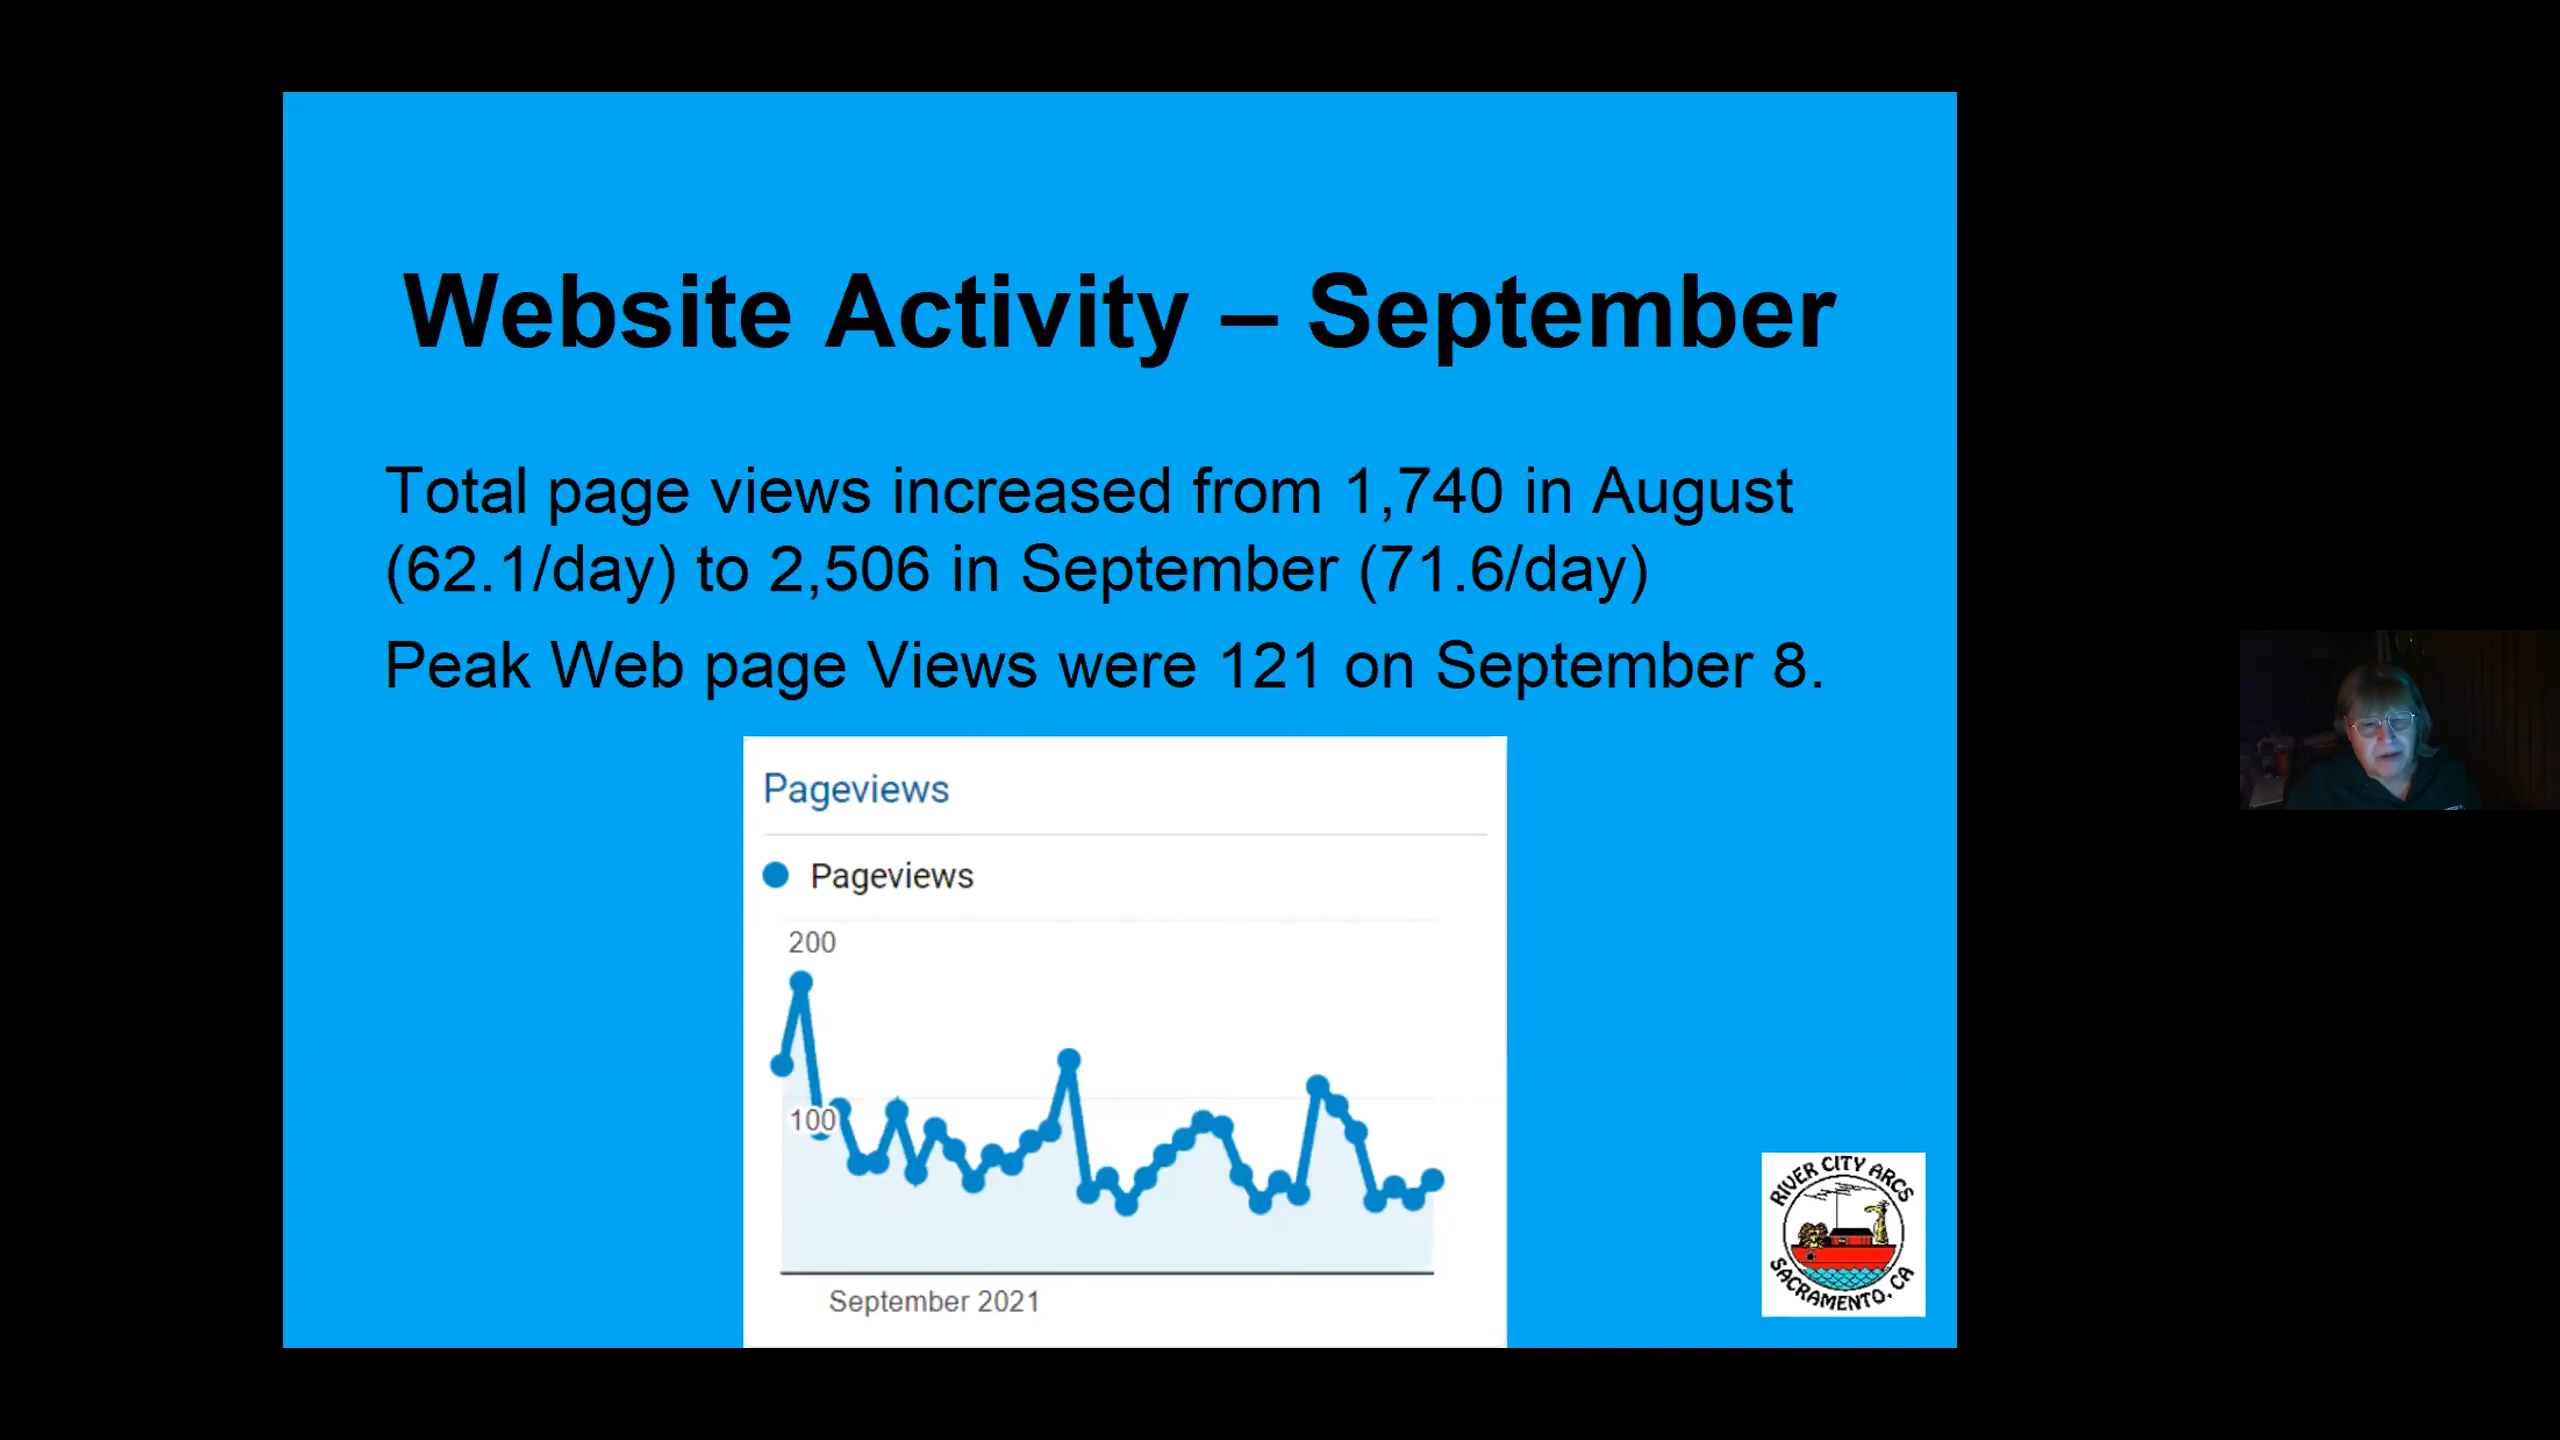 Website Activity – September
Total page views increased from 1,740 in August
(62.1/day) to 2,506 in September (71.6/day)
Peak Web page Views were 121 on September 8.
Pageviews
Pageviews
200
100
September 2021
RIVER CITY ARCS
SACRAMENTO, CA